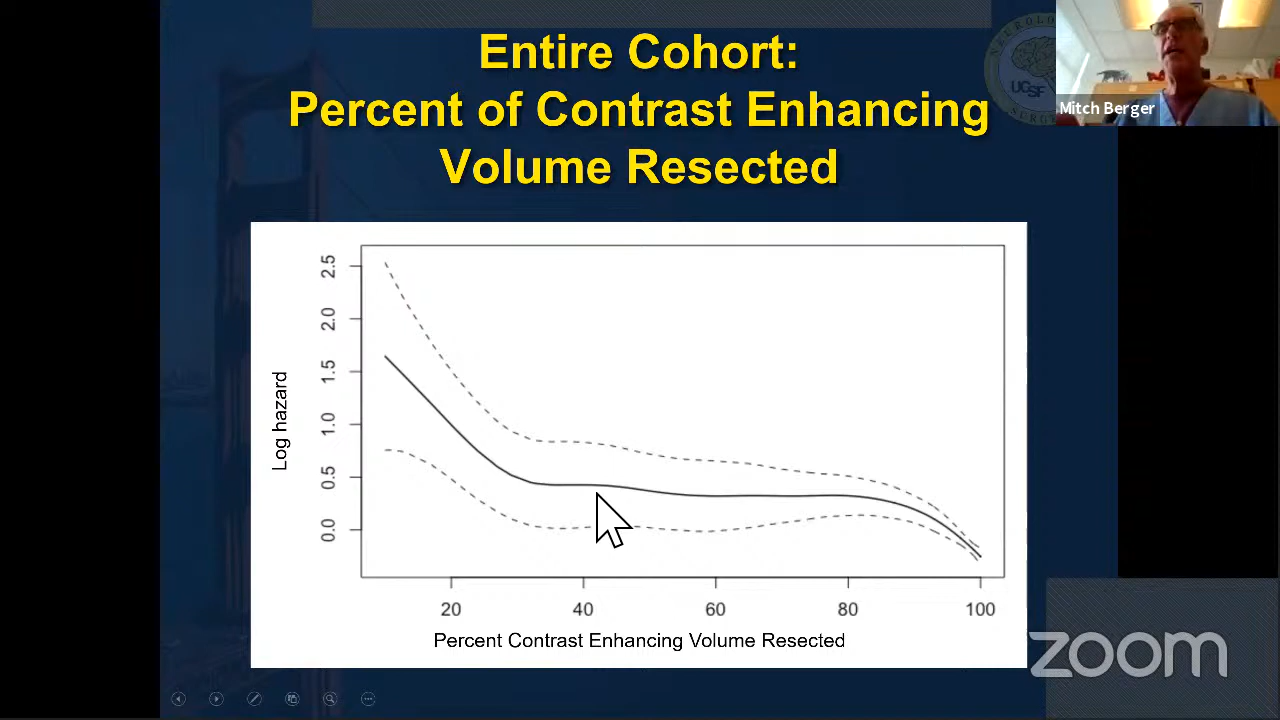 Entire Cohort:
Percent of Contrast Enhancing
Volume Resected
UCSF
Mitch Berger
2.5
2.0
1.5
1.0
0.5
0.0
Log hazard
20 40 60 80 100
Percent Contrast Enhancing Volume Resected
zoom